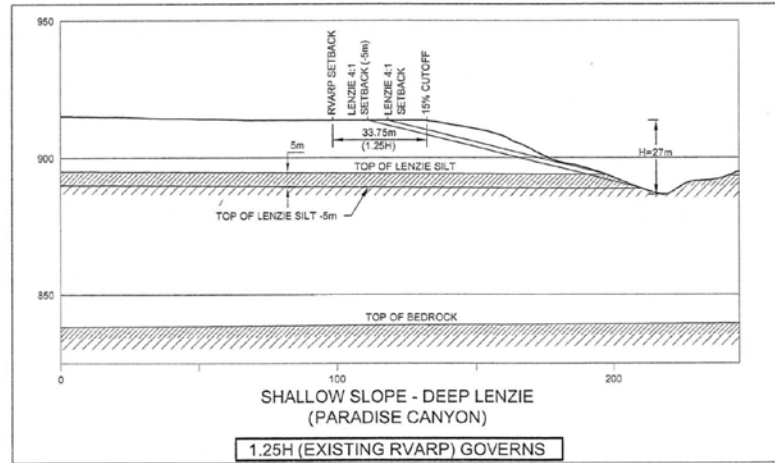 950
RVARP SETBACK
LENZIE 4:1
SETBACK (-5m)
LENZIE 4:1
SETBACK
15% CUTOFF
33.75m
(1.25H)
H=27m
5m
900
TOP OF LENZIE SILT
TOP OF LENZIE SILT -5m
850
TOP OF BEDROCK
825
0
100
200
SHALLOW SLOPE - DEEP LENZIE
(PARADISE CANYON)
1.25H (EXISTING RVARP) GOVERNS